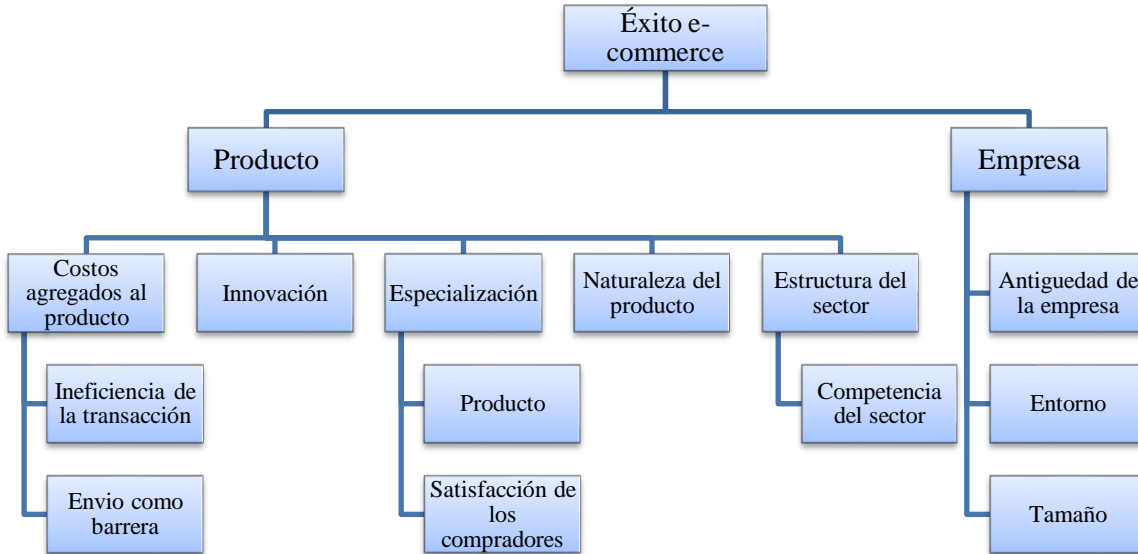 Éxito e-
commerce
Producto
Empresa
Costos
agregados al
producto
Innovación
Especialización
Naturaleza del
producto
Estructura del
sector
Antiguedad de
la empresa
Ineficiencia de
la transacción
Producto
Competencia
del sector
Entorno
Envio como
barrera
Satisfacción de
los
compradores
Tamaño